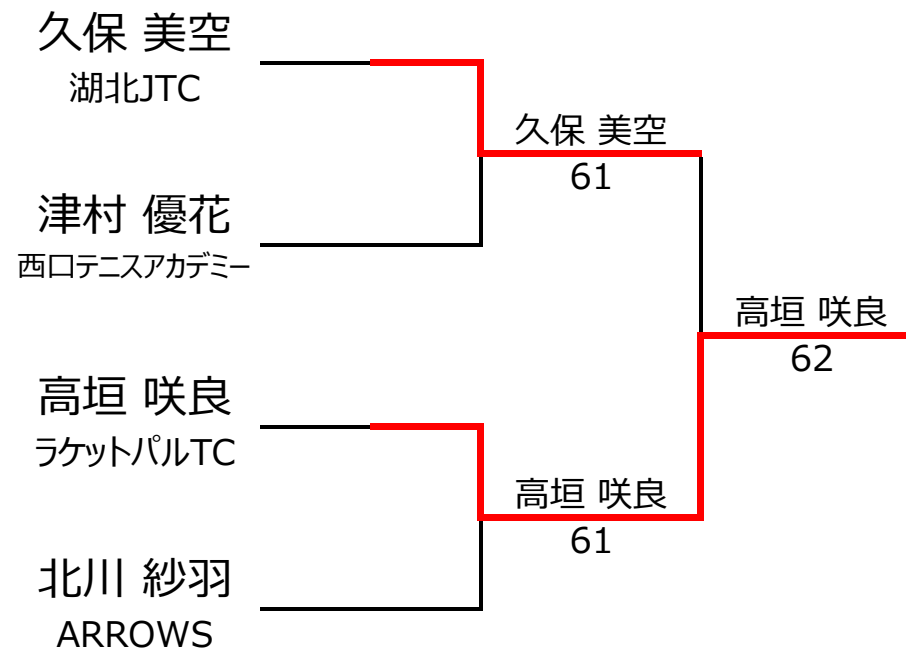 久保 美空
湖北JTC
久保 美空
61
津村 優花
西口テニスアカデミー
高垣 咲良
62
高垣 咲良
ラケットパルTC
高垣 咲良
61
北川 紗羽
ARROWS